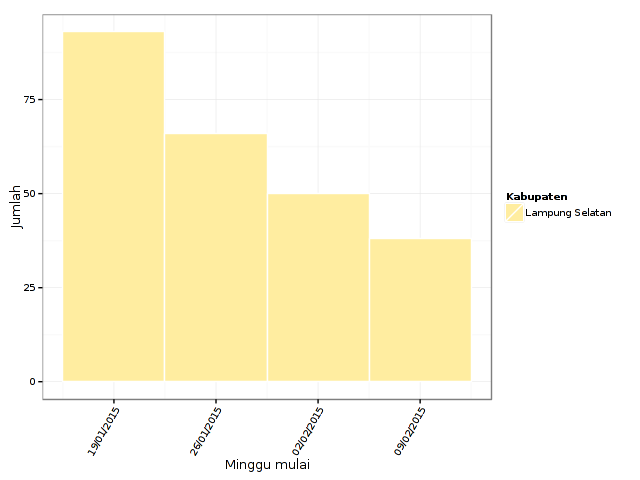 Jumlah
75
50
25
0
19/01/2015
26/01/2015
02/02/2015
09/02/2015
Minggu mulai
Kabupaten
Lampung Selatan